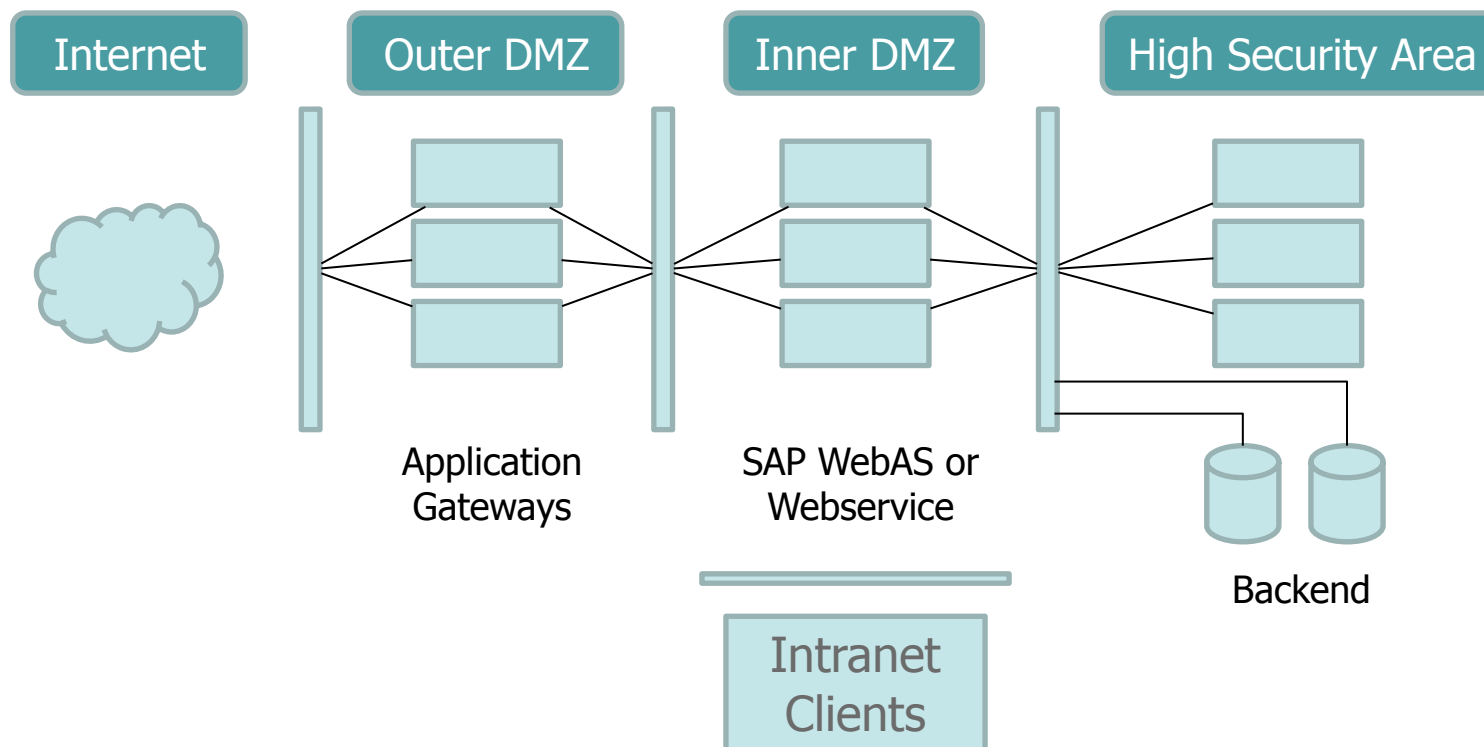 Internet
Outer DMZ
Inner DMZ
High Security Area
Application
Gateways
SAP WebAS or
Webservice
Backend
Intranet
Clients